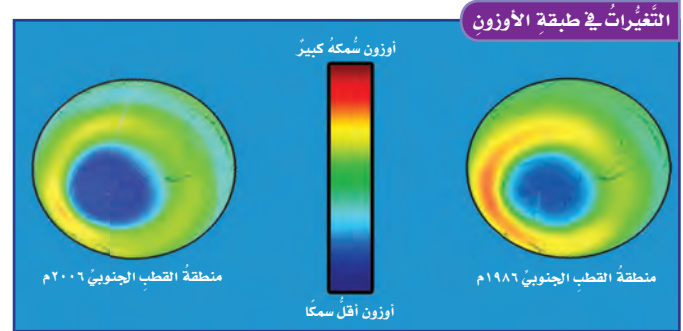 التَّغيُّراتُ في طبقةِ الأوزونِ
أوزون سُمكهُ كبيرٌ
منطقةُ القطبِ الجنوبيِّ ١٩٨٦م
منطقةُ القطبِ الجنوبيِّ ٢٠٠٦م
أوزون أقلُّ سمكًا